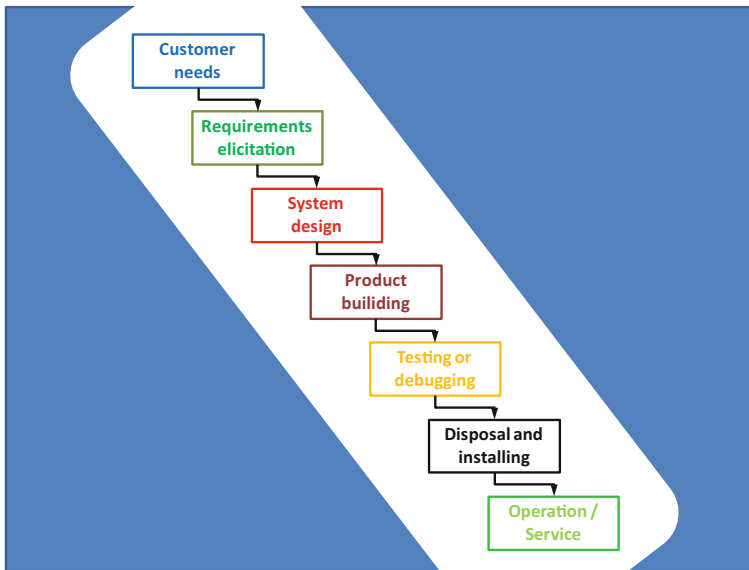 Customer
needs
Requirements
elicitation
System
design
Product
builiding
Testing or
debugging
Disposal and
installing
Operation /
Service